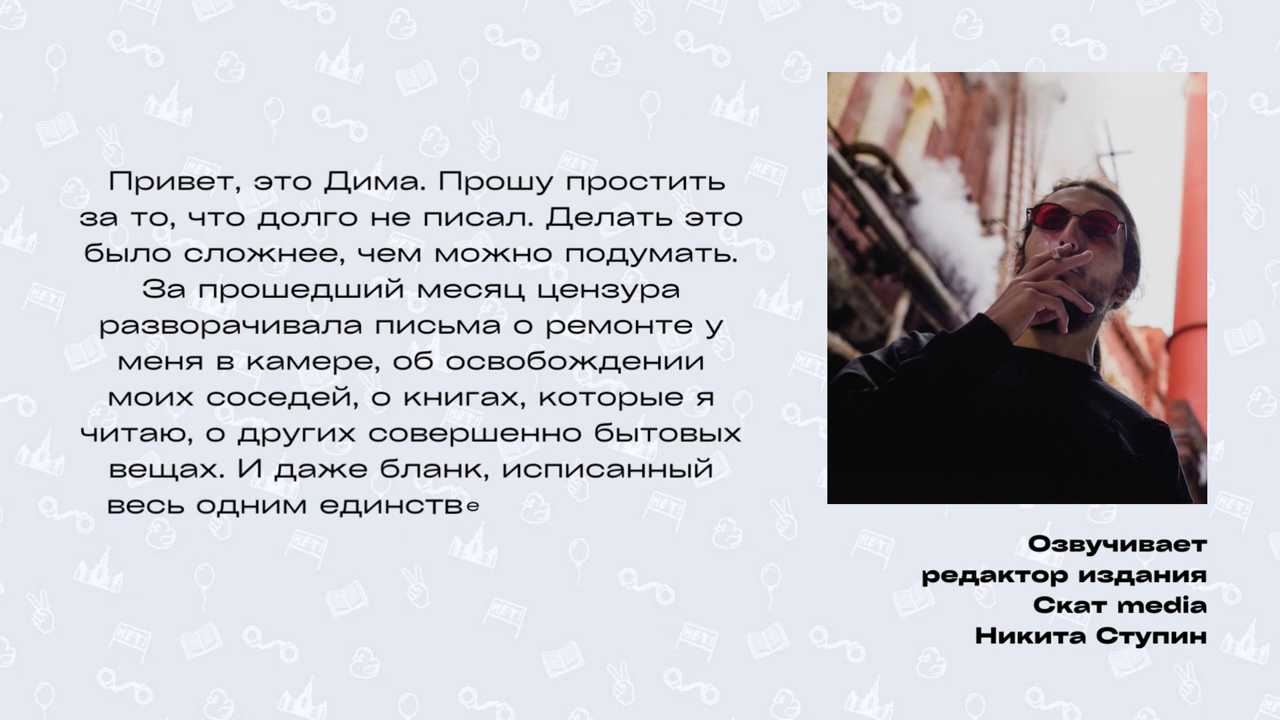 Привет, это Дима. Прошу простить
за то, что долго не писал. Делать это
было сложнее, чем можно подумать.
За прошедший месяц цензура
разворачивала письма о ремонте у
меня в камере, об освобождении
моих соседей, о книгах, которые я
читаю, о других совершенно бытовых
вещах. И даже бланк, исписанный
весь одним единстве
Озвучивает
редактор издания
Скат media
Никита Ступин
НЕТ!